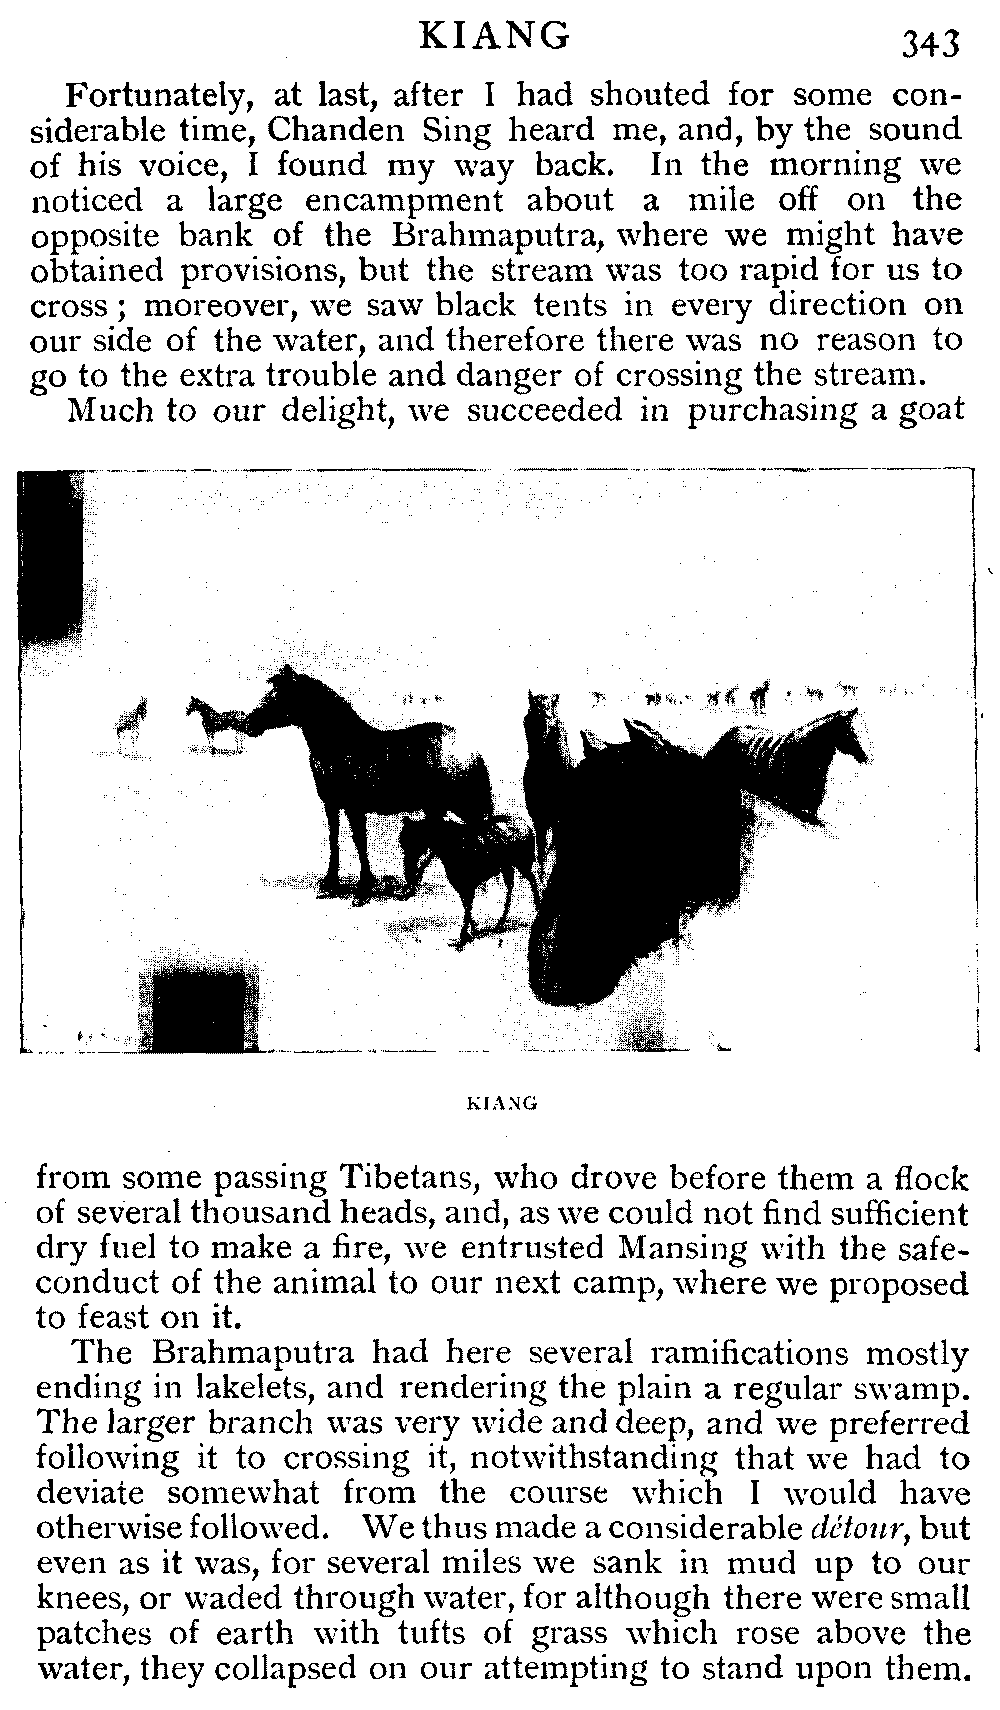 KIANG 343
Fortunately, at last, after I had shouted for some con-
siderable time, Chanden Sing heard me, and, by the sound
of his voice, I found my way back. In the morning we
noticed a large encampment about a mile off on the
opposite bank of the Brahmaputra, where we might have
obtained provisions, but the stream was too rapid for us to
cross; moreover, we saw black tents in every direction on
our side of the water, and therefore there was no reason to
go to the extra trouble and danger of crossing the stream.
Much to our delight, we succeeded in purchasing a goat
KIANG
from some passing Tibetans, who drove before them a flock
of several thousand heads, and, as we could not find sufficient
dry fuel to make a fire, we entrusted Mansing with the safe-
conduct of the animal to our next camp, where we proposed
to feast on it.
The Brahmaputra had here several ramifications mostly
ending in lakelets, and rendering the plain a regular swamp.
The larger branch was very wide and deep, and we preferred
following it to crossing it, notwithstanding that we had to
deviate somewhat from the course which I would have
otherwise followed. We thus made a considerable détour, but
even as it was, for several miles we sank in mud up to our
knees, or waded through water, for although there were small
patches of earth with tufts of grass which rose above the
water, they collapsed on our attempting to stand upon them.